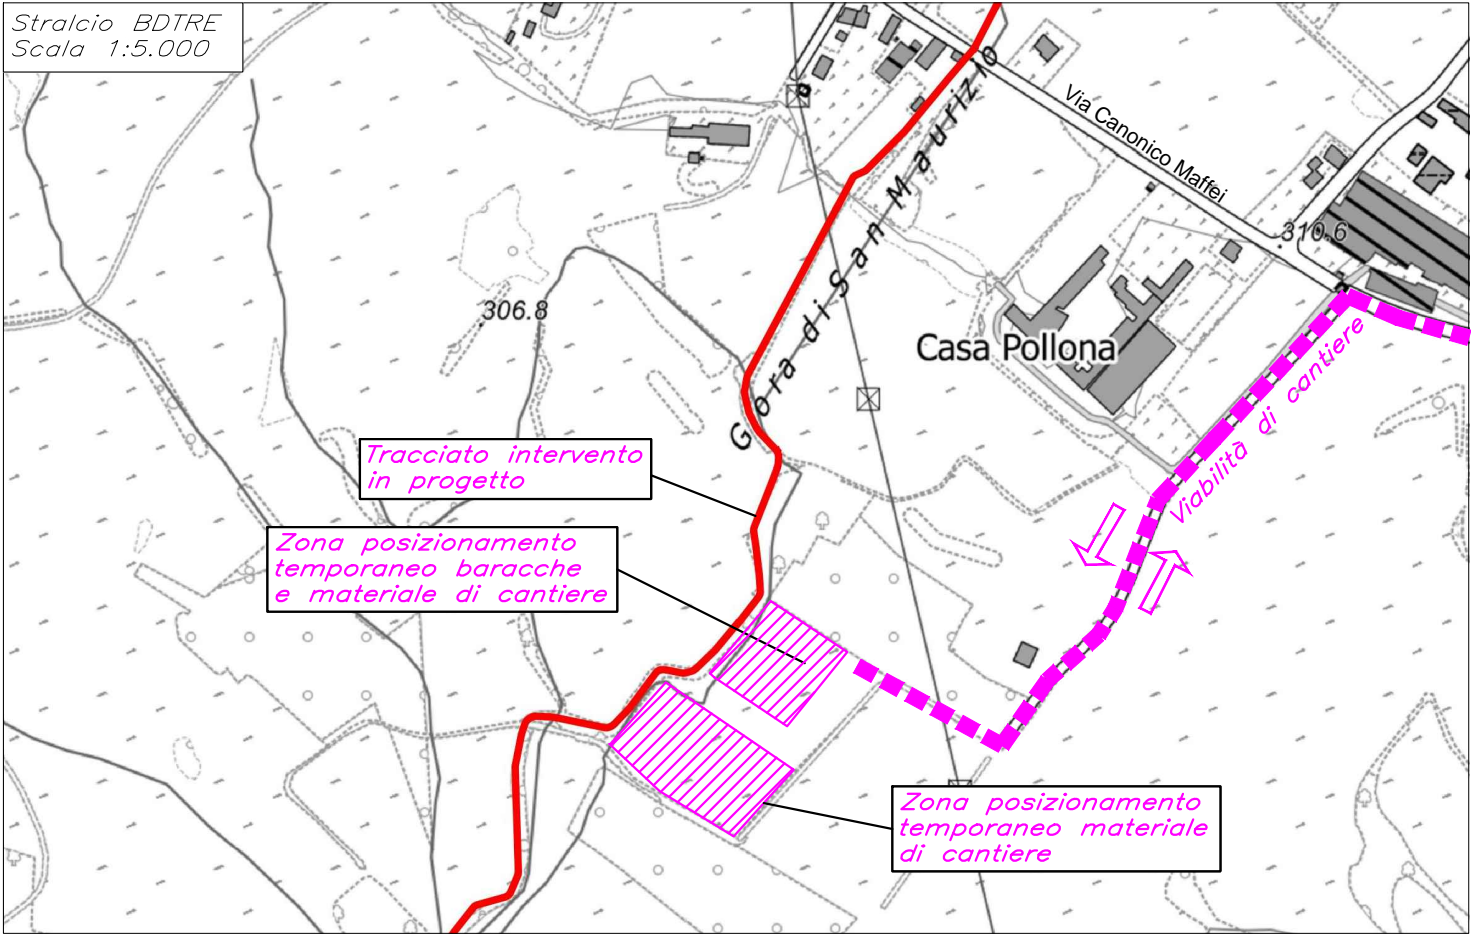 Stralcio BDTRE
Scala 1:5.000
Via Canonico Maffei
310.6
Gora di San Maurizio
306.8
Casa Pollona
Viabilità di cantiere
Tracciato intervento
in progetto
Zona posizionamento
temporaneo baracche
e materiale di cantiere
Zona posizionamento
temporaneo materiale
di cantiere